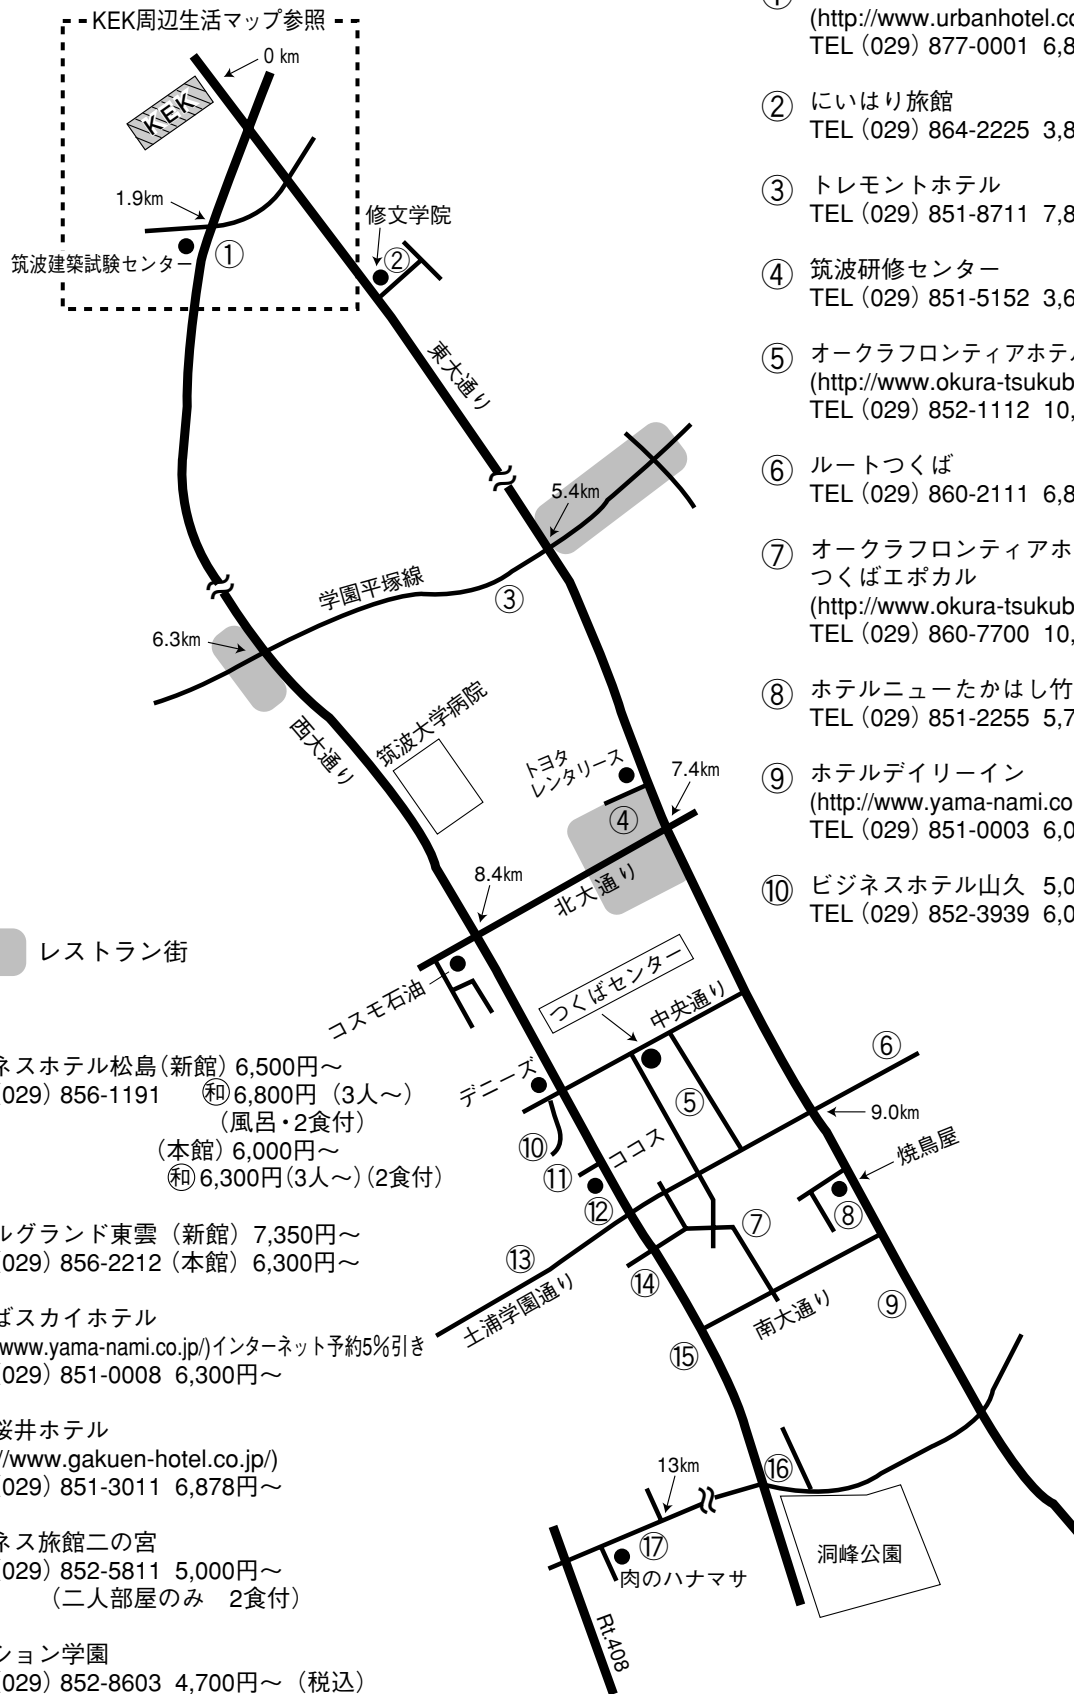 KEK周辺生活マップ参照
0 km
KEK
1.9km
筑波建築試験センター
①
修文学院
②
東大通り
5.4km
学園平塚線
③
6.3km
西大通り
筑波大学病院
トヨタ
レンタリース
④
7.4km
8.4km
北大通り
コスモ石油
つくばセンター
中央通り
デニーズ
⑤
⑥
9.0km
⑩
ココス
⑪
⑫
焼鳥屋
⑧
⑦
⑬
⑭
土浦学園通り
南大通り
⑨
⑮
⑯
13km
⑰
肉のハナマサ
洞峰公園
Rt.408
レストラン街
(http://www.urbanhotel.co
TEL (029) 877-0001 6,8
② にいはり旅館
TEL (029) 864-2225 3,8
③ トレモントホテル
TEL (029) 851-8711 7,8
④ 筑波研修センター
TEL (029) 851-5152 3,6
⑤ オークラフロンティアホテル
(http://www.okura-tsukub
TEL (029) 852-1112 10,
⑥ ルートつくば
TEL (029) 860-2111 6,8
⑦ オークラフロンティアホ
つくばエポカル
(http://www.okura-tsukub
TEL (029) 860-7700 10,
⑧ ホテルニューたかはし竹
TEL (029) 851-2255 5,7
⑨ ホテルデイリーイン
(http://www.yama-nami.co
TEL (029) 851-0003 6,0
⑩ ビジネスホテル山久 5,0
TEL (029) 852-3939 6,0
ネスホテル松島(新館) 6,500円〜
(029) 856-1191 ㊒6,800円 (3人〜)
(風呂・2食付)
(本館) 6,000円〜
6,300円(3人〜)(2食付)
ルグランド東雲 (新館) 7,350円〜
(029) 856-2212 (本館) 6,300円〜
ばスカイホテル
/www.yama-nami.co.jp/)インターネット予約5%引き
(029) 851-0008 6,300円〜
桜井ホテル
//www.gakuen-hotel.co.jp/)
(029) 851-3011 6,878円〜
ネス旅館二の宮
(029) 852-5811 5,000円〜
(二人部屋のみ 2食付)
ション学園
(029) 852-8603 4,700円〜 (税込)